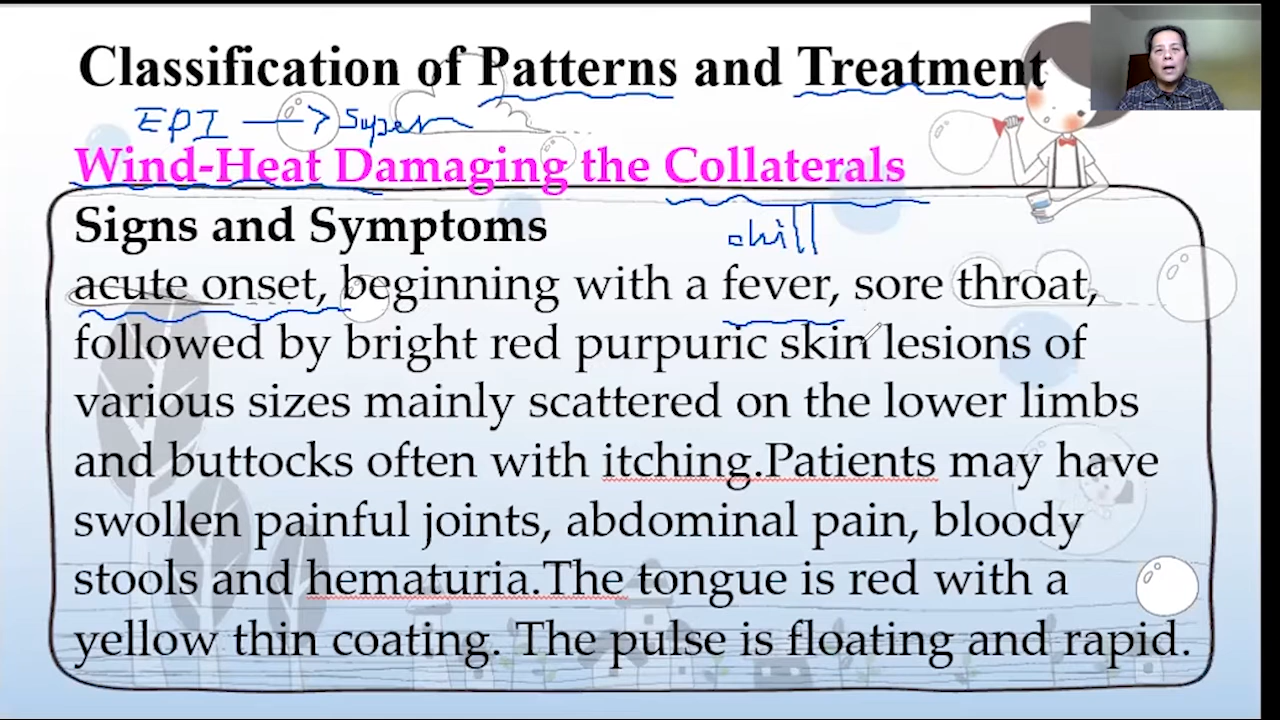 Classification of Patterns and Treatment
EPI → Super
Wind-Heat Damaging the Collaterals
Signs and Symptoms
chill
acute onset, beginning with a fever, sore throat,
followed by bright red purpuric skin lesions of
various sizes mainly scattered on the lower limbs
and buttocks often with itching.Patients may have
swollen painful joints, abdominal pain, bloody
stools and hematuria.The tongue is red with a
yellow thin coating. The pulse is floating and rapid.